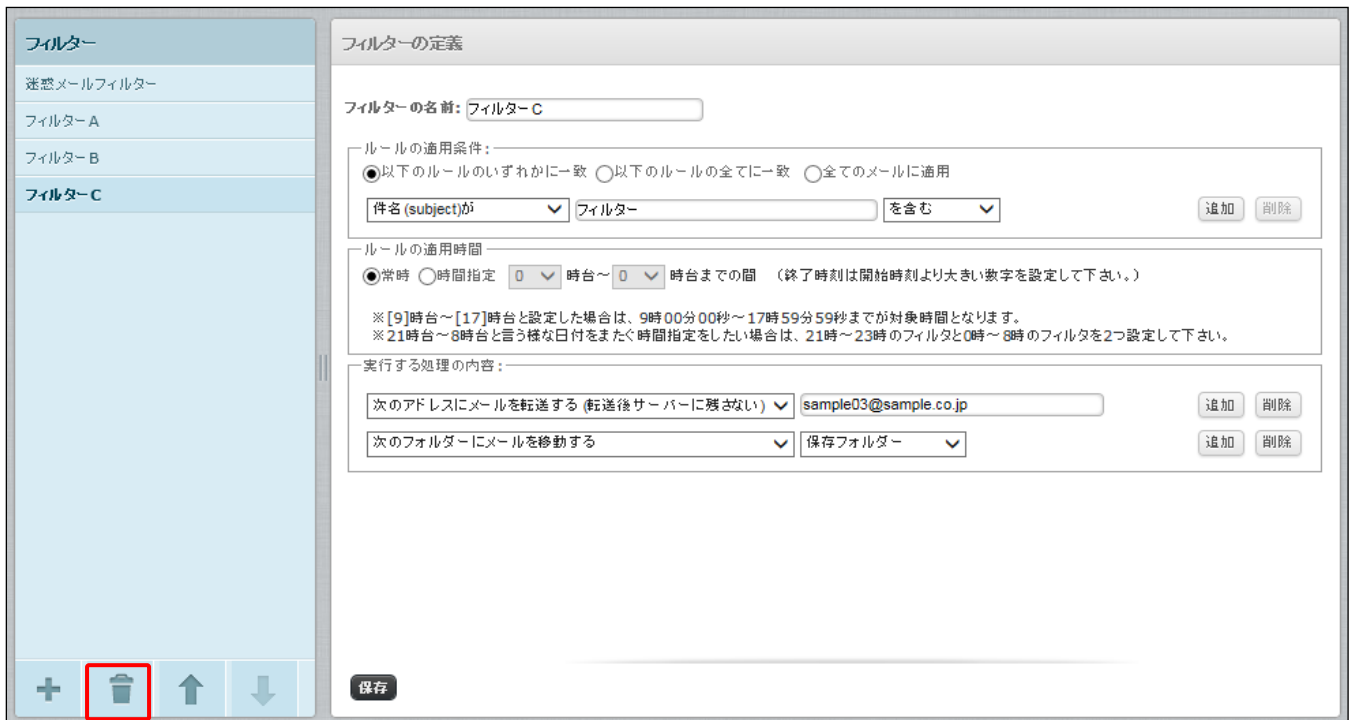 フィルター
迷惑メールフィルター
フィルターA
フィルターB
フィルターC
フィルターの定義
フィルターの名前: フィルターC
ルールの適用条件:
以下のルールのいずれかに一致 以下のルールの全てに一致 全てのメールに適用
件名(subject)が フィルター を含む 追加 削除
ルールの適用時間
常時 時間指定 0 時台～ 0 時台までの間 (終了時刻は開始時刻より大きい数字を設定して下さい。)
※[9]時台～[17]時台と設定した場合は、9時00分00秒～17時59分59秒までが対象時間となります。
※21時台～8時台と言う様な日付をまたぐ時間指定をしたい場合は、21時～23時のフィルタと0時～8時のフィルタを2つ設定して下さい。
実行する処理の内容:
次のアドレスにメールを転送する(転送後サーバーに残さない) sample03@sample.co.jp 追加 削除
次のフォルダーにメールを移動する 保存フォルダー 追加 削除
保存